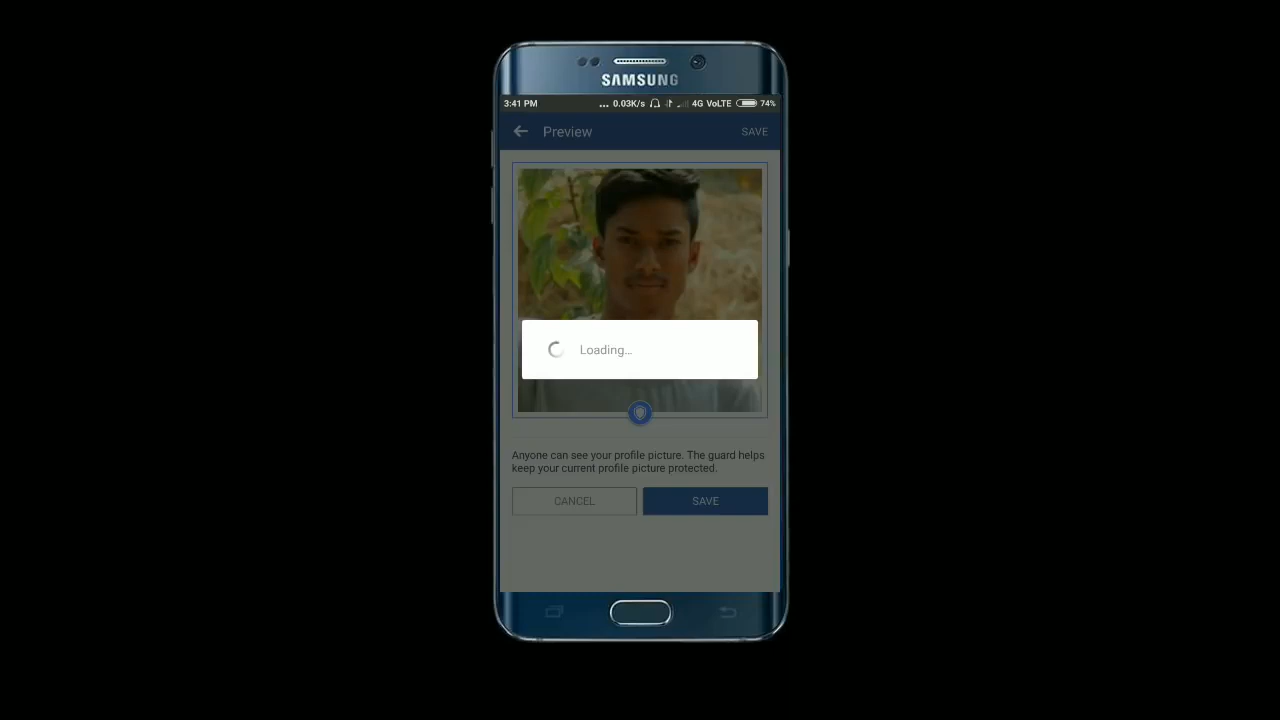 SAMSUNG
3:41 PM ... 0.03K/s 4G VoLTE 74%
Preview SAVE
Loading...
Anyone can see your profile picture. The guard helps
keep your current profile picture protected.
CANCEL SAVE